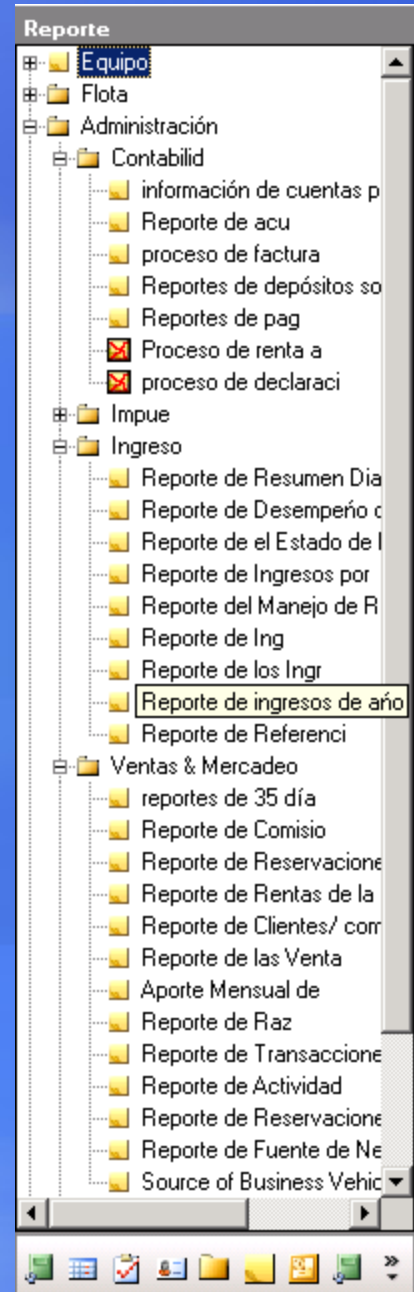 Reporte
Equipo
Flota
Administración
Contabilid
información de cuentas p
Reporte de acu
proceso de factura
Reportes de depósitos so
Reportes de pag
Proceso de renta a
proceso de declaraci
Impue
Ingreso
Reporte de Resumen Dia
Reporte de Desempeño
Reporte de el Estado de
Reporte de Ingresos por
Reporte del Manejo de R
Reporte de Ing
Reporte de los Ingr
Reporte de ingresos de año
Reporte de Referenci
Ventas & Mercadeo
reportes de 35 día
Reporte de Comisio
Reporte de Reservacione
Reporte de Rentas de la
Reporte de Clientes/ com
Reporte de las Venta
Aporte Mensual de
Reporte de Raz
Reporte de Transaccione
Reporte de Actividad
Reporte de Reservacione
Reporte de Fuente de Ne
Source of Business Vehic